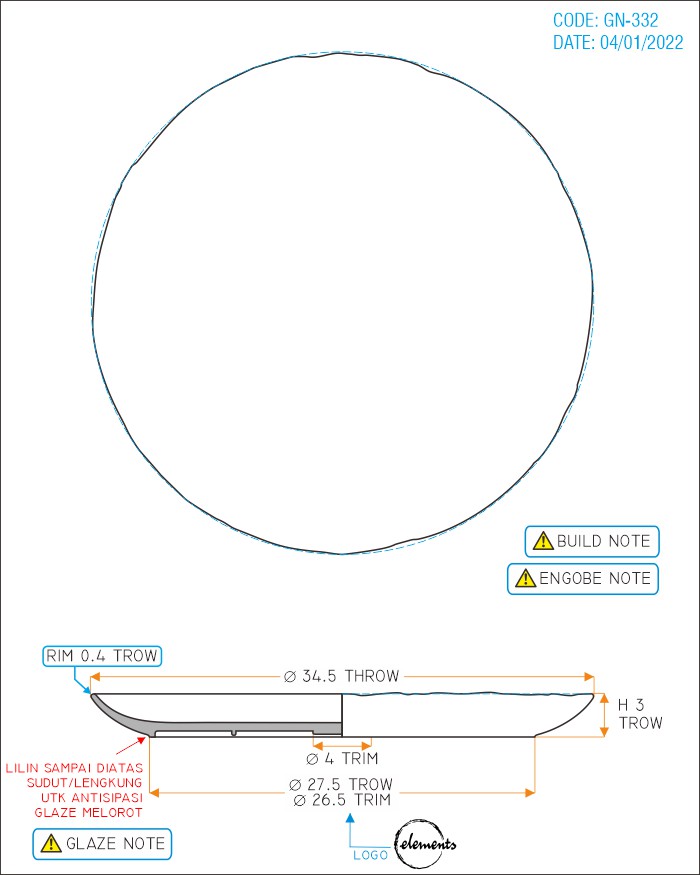 CODE: GN-332
DATE: 04/01/2022
BUILD NOTE
ENGOBE NOTE
RIM 0.4 TROW
Ø 34.5 THROW
H 3
TROW
Ø 4 TRIM
LILIN SAMPAI DIATAS
SUDUT/LENGKUNG
UTK ANTISIPASI
GLAZE MELOROT
Ø 27.5 TROW
Ø 26.5 TRIM
GLAZE NOTE
LOGO
elements